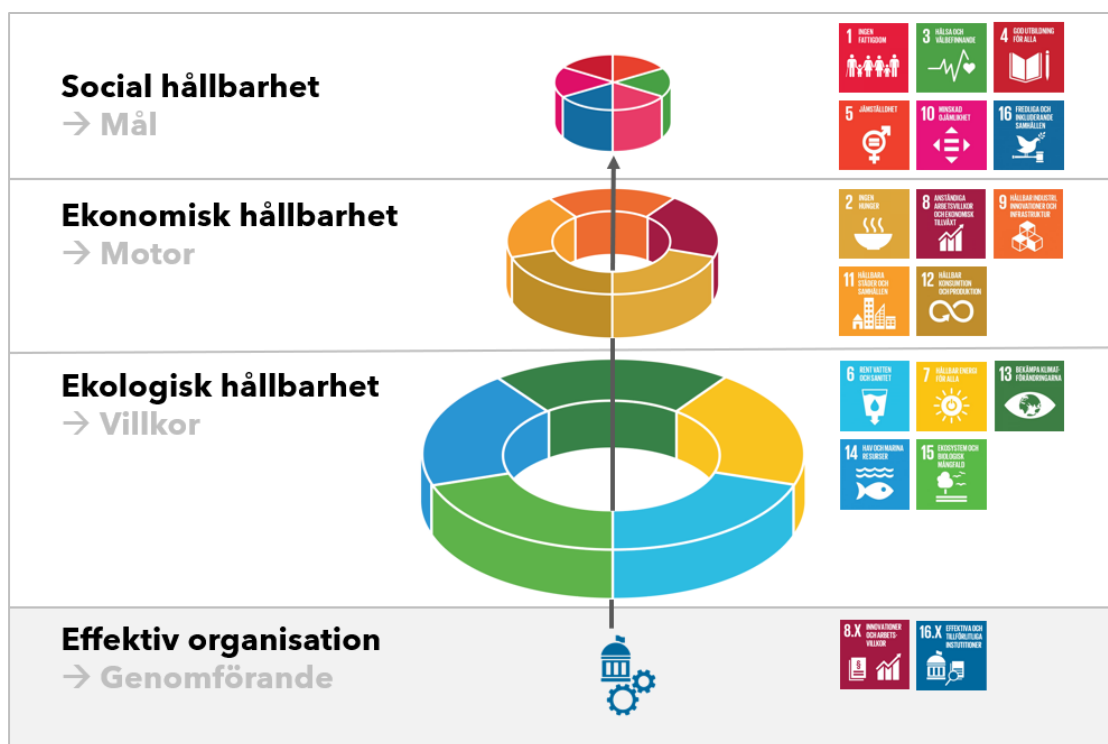 Social hållbarhet
→ Mål
1 INGEN
FATTIGDOM
3 HÄLSA OCH
VÄLBEFINNANDE
4 GOD UTBILDNING
FÖR ALLA
5 JÄMSTÄLLDHET
10 MINSKAD
OJÄMLIKHET
16 FREDLIGA OCH
INKLUDERANDE
SAMHÄLLEN
Ekonomisk hållbarhet
→ Motor
2 INGEN
HUNGER
8 ANSTÄNDIGA
ARBETSVILLKOR
OCH EKONOMISK
TILLVÄXT
9 HÅLLBAR INDUSTRI,
INNOVATIONER OCH
INFRASTRUKTUR
11 HÅLLBARA
STÄDER OCH
SAMHÄLLEN
12 HÅLLBAR
KONSUMTION
OCH PRODUKTION
Ekologisk hållbarhet
→ Villkor
6 RENT VATTEN
OCH SANITET
7 HÅLLBAR ENERGI
FÖR ALLA
13 BEKÄMPA KLIMAT-
FÖRÄNDRINGARNA
14 HAV OCH MARINA
RESURSER
15 EKOSYSTEM OCH
BIOLOGISK
MÅNGFALD
Effektiv organisation
→ Genomförande
8.X INNOVATIONER
OCH ARBETS-
VILLKOR
§
16.X EFFEKTIVA OCH
TILLFÖRLITLIGA
INSTITUTIONER